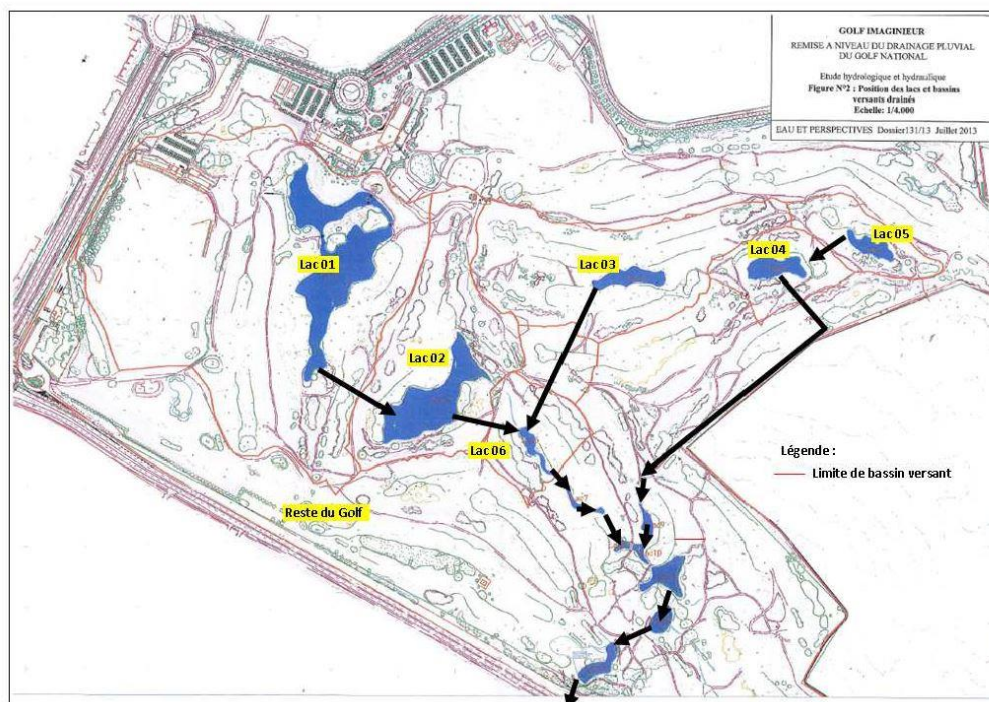 GOLF IMAGINIEUR
REMISE A NIVEAU DU DRAINAGE PLUVIAL
DU GOLF NATIONAL
Etude hydrologique et hydraulique
Figure N°2 : Position des lacs et bassins
versants drainés
Echelle: 1/4.000
EAU ET PERSPECTIVES Dossier131/13 Juillet 2013
Lac 05
Lac 04
Lac 01
Lac 03
Lac 02
Lac 06
Légende :
Limite de bassin versant
Reste du Golf